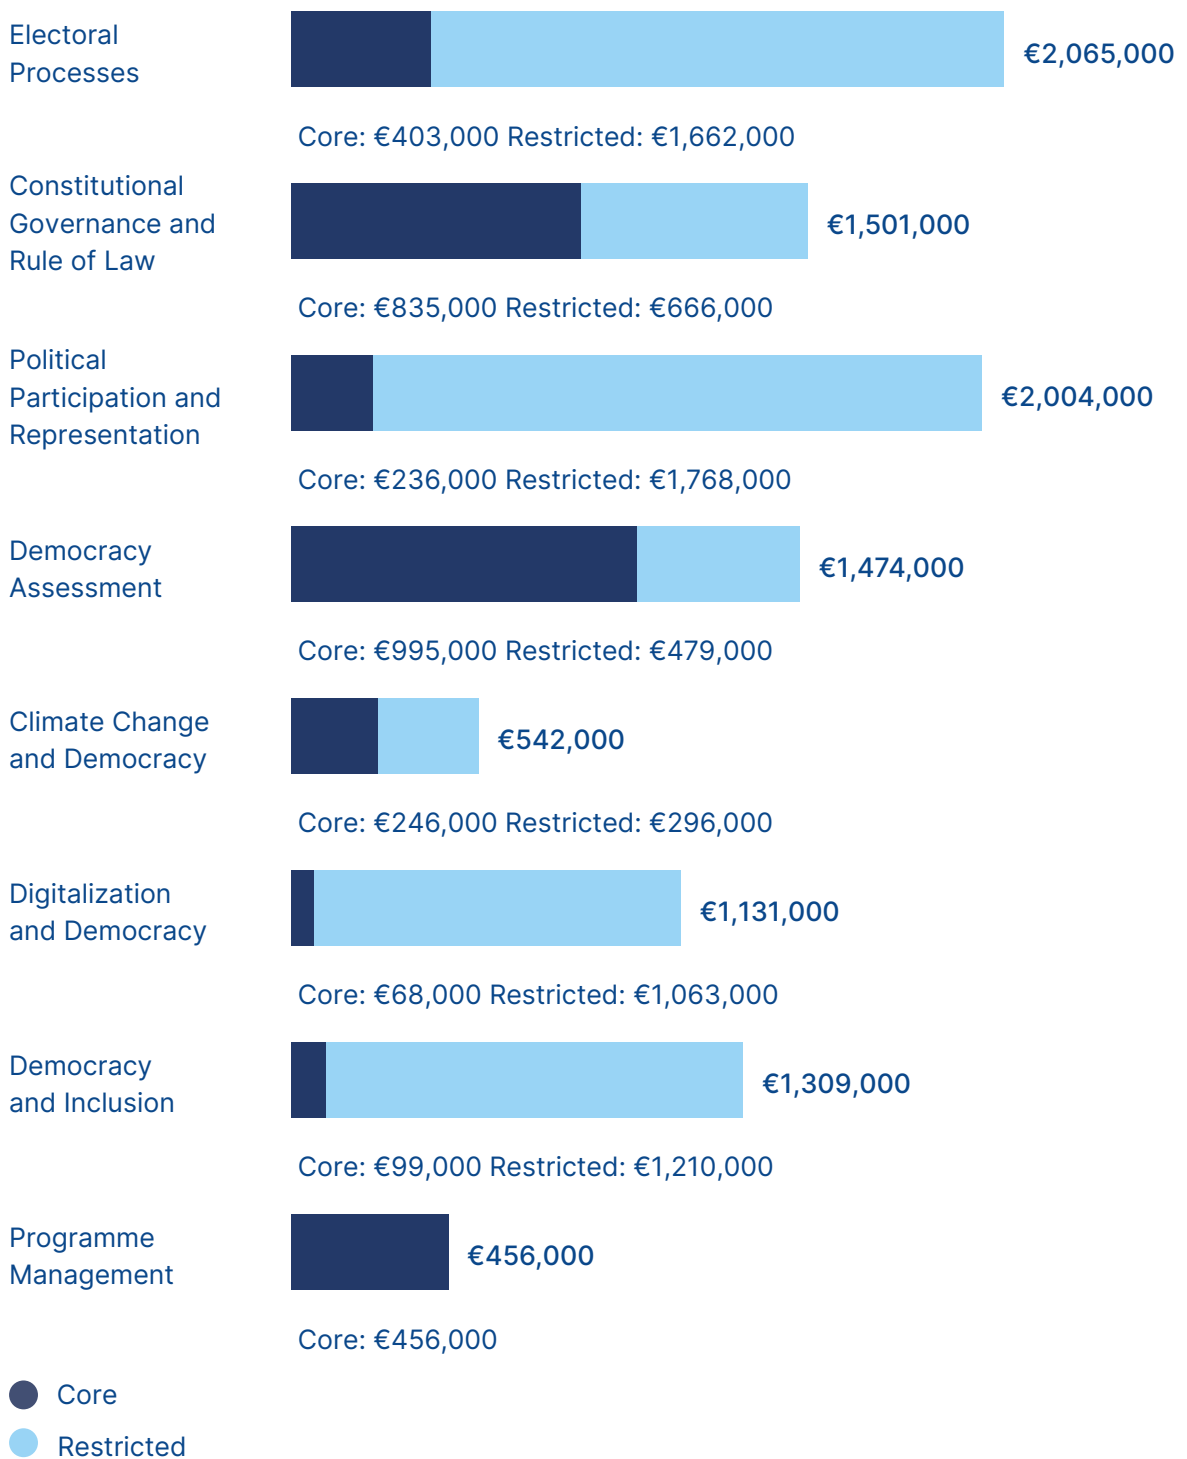 Electoral
Processes
€2,065,000
Core: €403,000 Restricted: €1,662,000
Constitutional
Governance and
Rule of Law
€1,501,000
Core: €835,000 Restricted: €666,000
Political
Participation and
Representation
€2,004,000
Core: €236,000 Restricted: €1,768,000
Democracy
Assessment
€1,474,000
Core: €995,000 Restricted: €479,000
Climate Change
and Democracy
€542,000
Core: €246,000 Restricted: €296,000
Digitalization
and Democracy
€1,131,000
Core: €68,000 Restricted: €1,063,000
Democracy
and Inclusion
€1,309,000
Core: €99,000 Restricted: €1,210,000
Programme
Management
€456,000
Core: €456,000
Core
Restricted